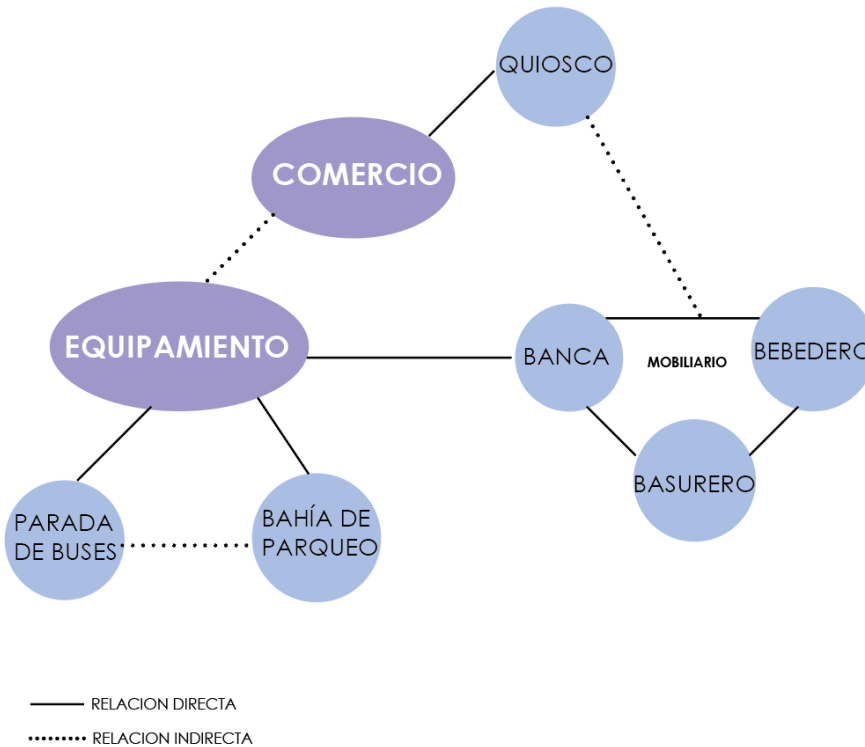 QUIOSCO
COMERCIO
EQUIPAMIENTO
BANCA
MOBILIARIO
BEBEDERO
BASURERO
PARADA
DE BUSES
BAHÍA DE
PARQUEO
RELACION DIRECTA
RELACION INDIRECTA